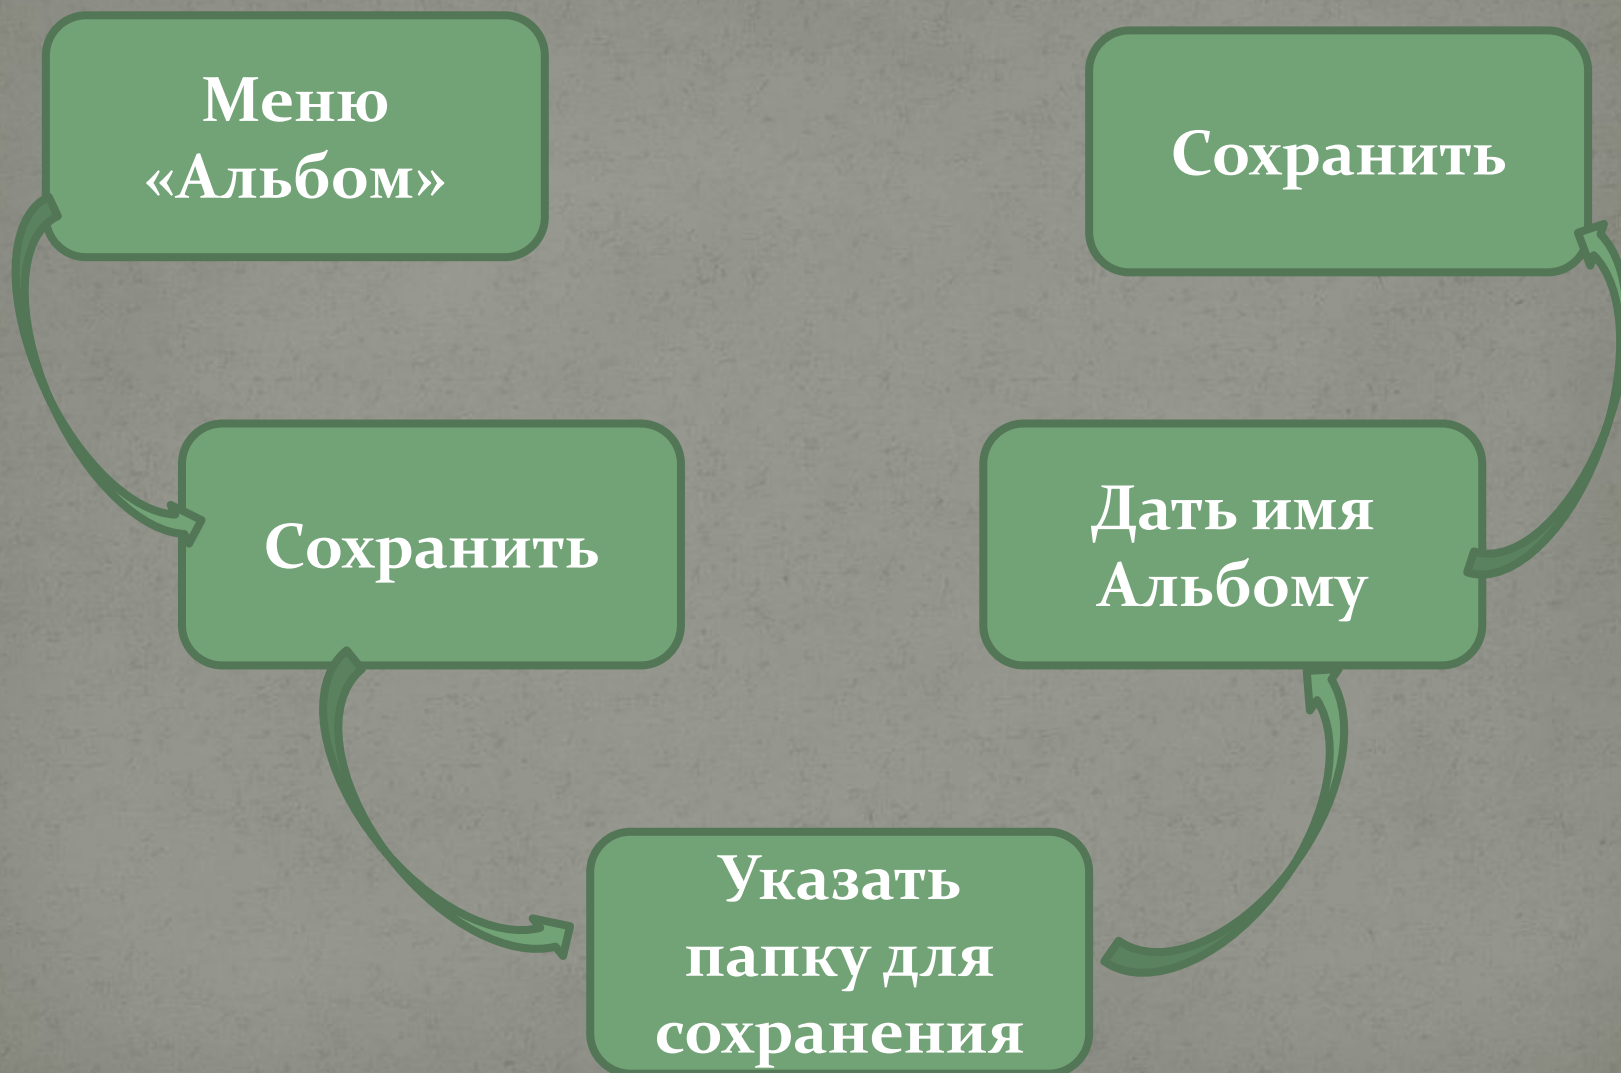 Меню
«Альбом»
Сохранить
Указать
папку для
сохранения
Дать имя
Альбому
Сохранить